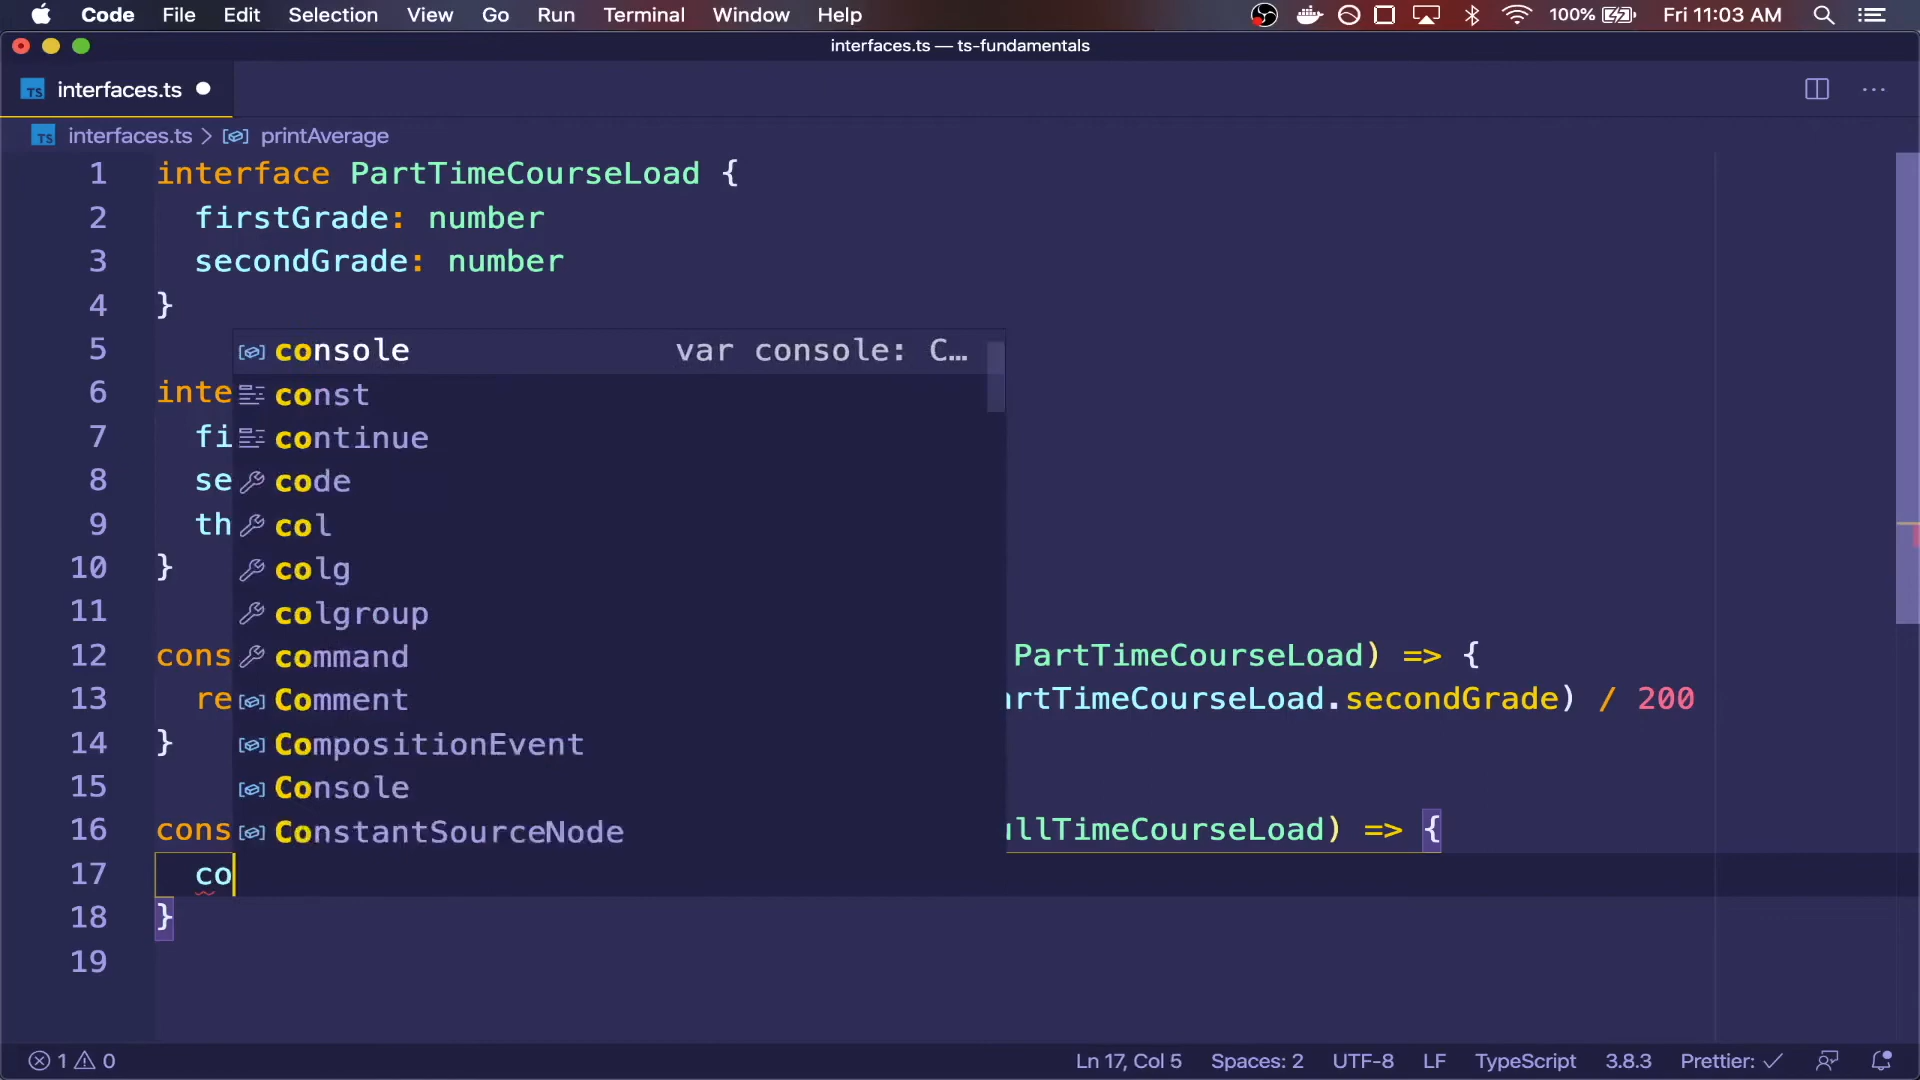 Code File Edit Selection View Go Run Terminal Window Help 100% Fri 11:03 AM
interfaces.ts — ts-fundamentals
TS interfaces.ts
TS interfaces.ts > printAverage
1 interface PartTimeCourseLoad {
2 firstGrade: number
3 secondGrade: number
4 }
5 console var console: C…
6 inte const
7 fi continue
8 se code
9 th col
10 } colg
11 colgroup
12 cons command PartTimeCourseLoad) => {
13 re Comment artTimeCourseLoad.secondGrade) / 200
14 } CompositionEvent
15 Console
16 cons ConstantSourceNode ullTimeCourseLoad) => {
17 co
18 }
19
1 0 Ln 17, Col 5 Spaces: 2 UTF-8 LF TypeScript 3.8.3 Prettier: ✓